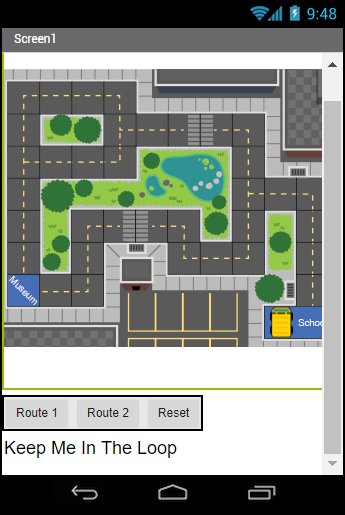 9:48
Screen1
Museum
Schoo
Route 1 Route 2 Reset
Keep Me In The Loop